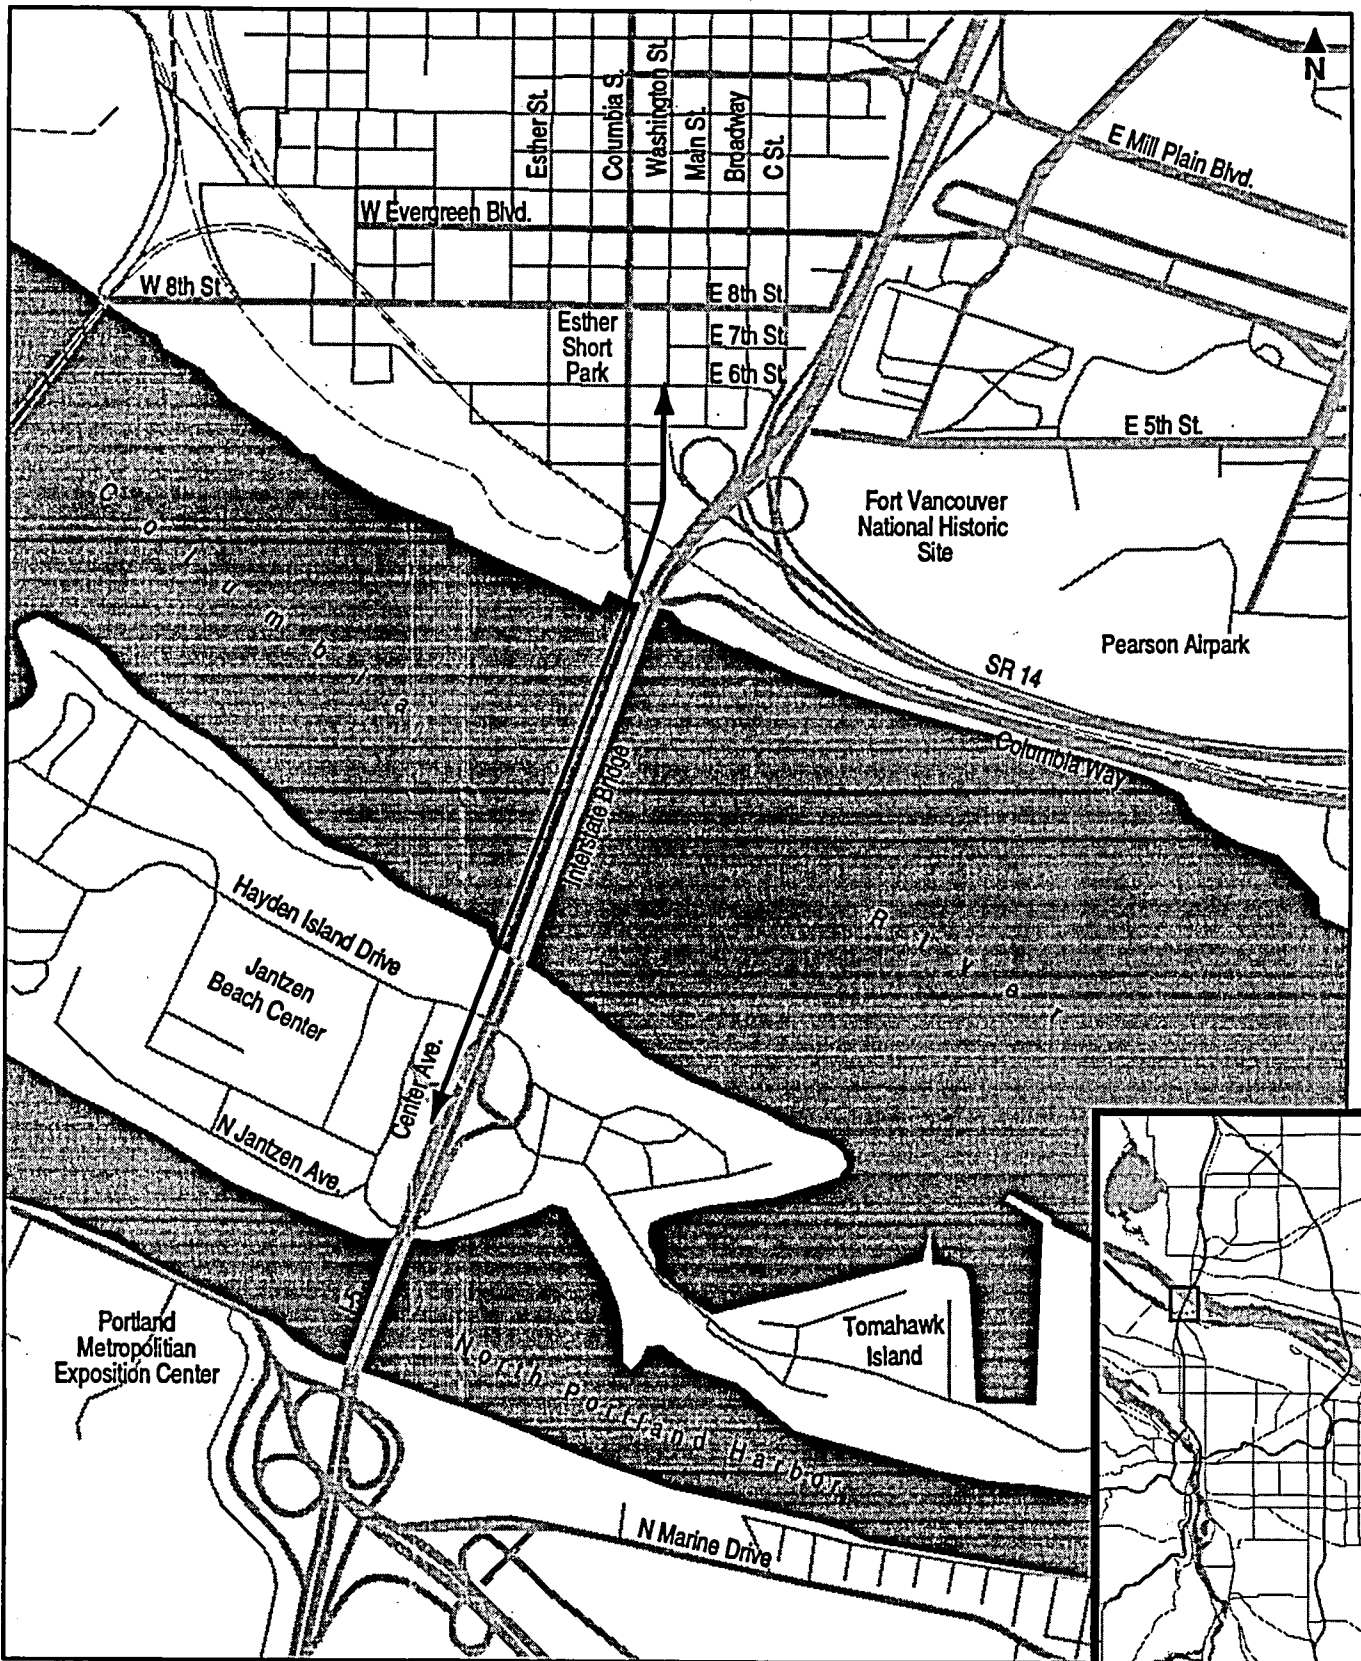 N
Esther St.
Columbia S.
Washington St.
Main St.
Broadway
C St.
E Mill Plain Blvd.
W Evergreen Blvd.
W 8th St
E 8th St.
Esther
Short
Park
E 7th St.
E 6th St.
E 5th St.
Fort Vancouver
National Historic
Site
Pearson Airpark
SR 14
Columbia Way
Columbia
River
Interstate Bridge
Hayden Island Drive
Jantzen
Beach Center
Center Ave.
N Jantzen Ave.
I-5
Portland
Metropolitian
Exposition Center
Tomahawk
Island
North Portland Harbor
N Marine Drive